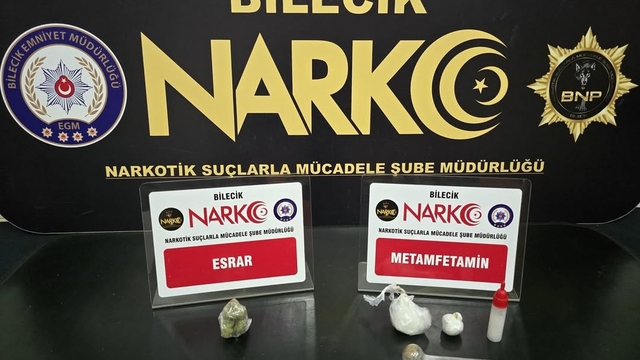 BİLECİK
NARKO
BİLECİK EMNİYET MÜDÜRLÜĞÜ
EGM
BNP
NARKOTİK SUÇLARLA MÜCADELE ŞUBE MÜDÜRLÜĞÜ
BİLECİK
NARKO
NARKOTİK SUÇLARLA MÜCADELE ŞUBE MÜDÜRLÜĞÜ
ESRAR
BİLECİK
NARKO
NARKOTİK SUÇLARLA MÜCADELE ŞUBE MÜDÜRLÜĞÜ
METAMFETAMİN